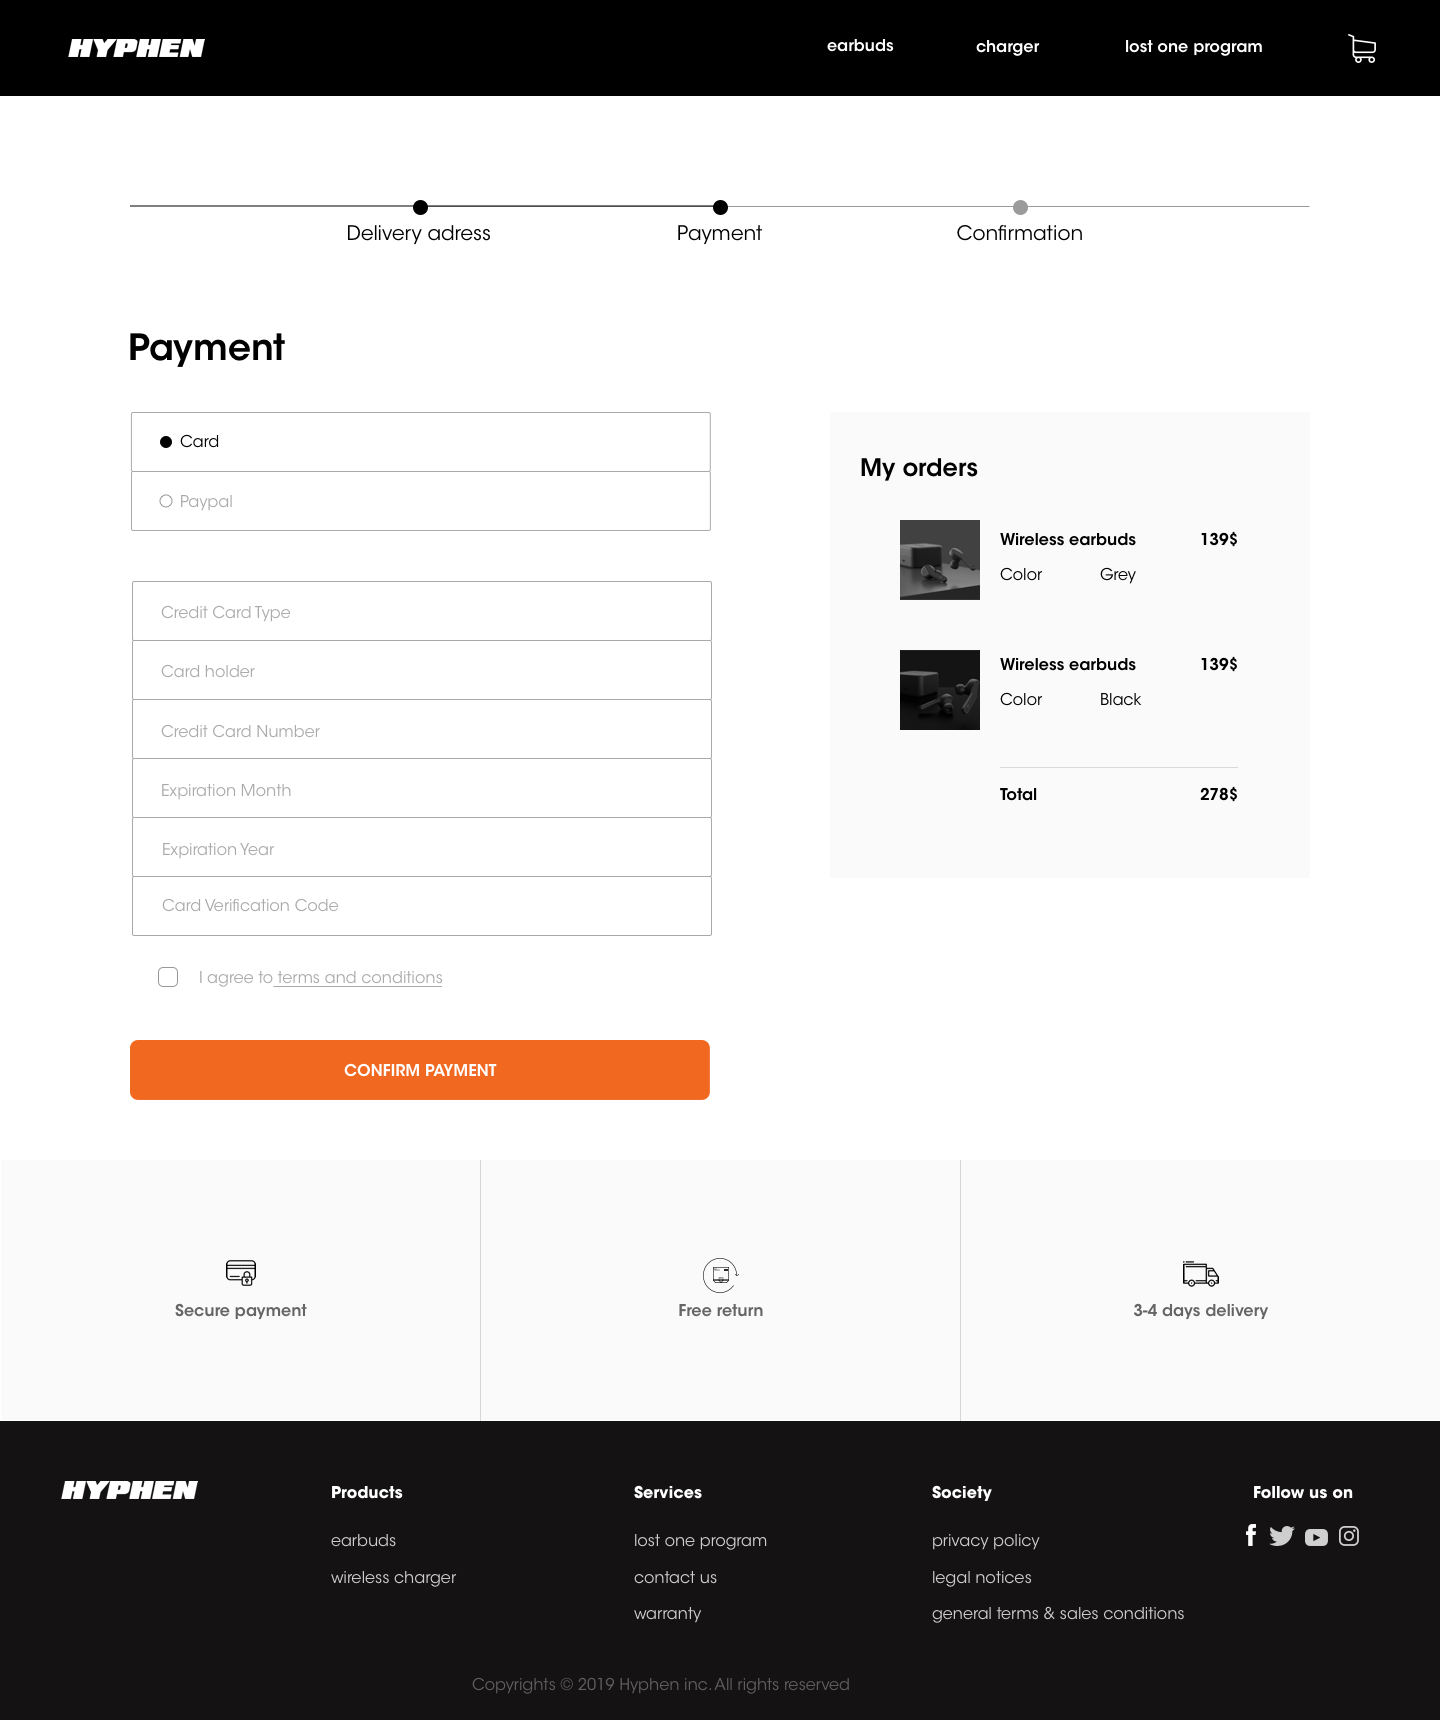 HYPHEN
earbuds
charger
lost one program
Delivery adress
Payment
Confirmation
Payment
Card
Paypal
Credit Card Type
Card holder
Credit Card Number
Expiration Month
Expiration Year
Card Verification Code
I agree to terms and conditions
CONFIRM PAYMENT
My orders
Wireless earbuds 139$
Color Grey
Wireless earbuds 139$
Color Black
Total 278$
Secure payment
Free return
3-4 days delivery
HYPHEN
Products
earbuds
wireless charger
Services
lost one program
contact us
warranty
Society
privacy policy
legal notices
general terms & sales conditions
Follow us on
Copyrights © 2019 Hyphen inc. All rights reserved